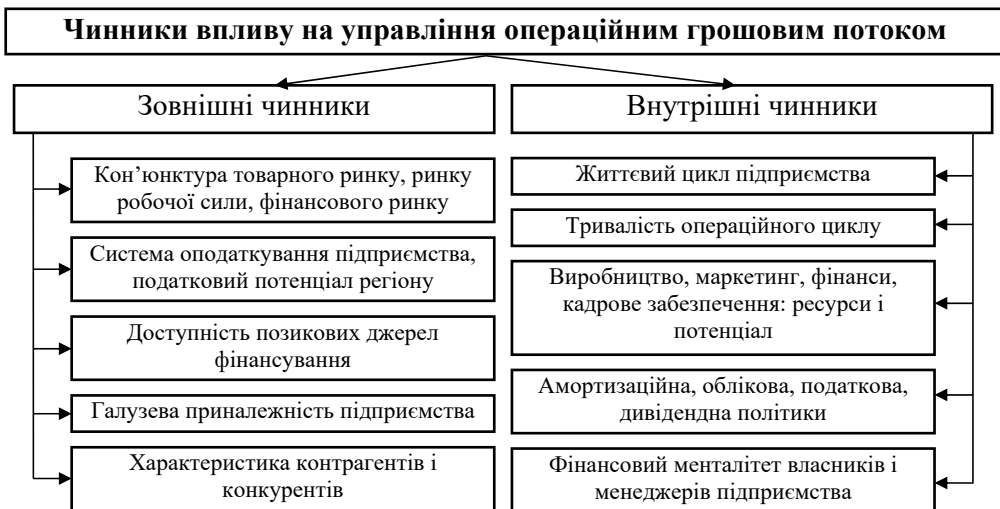 Чинники впливу на управління операційним грошовим потоком
Зовнішні чинники
Кон’юнктура товарного ринку, ринку
робочої сили, фінансового ринку
Система оподаткування підприємства,
податковий потенціал регіону
Доступність позикових джерел
фінансування
Галузева приналежність підприємства
Характеристика контрагентів і
конкурентів
Внутрішні чинники
Життєвий цикл підприємства
Тривалість операційного циклу
Виробництво, маркетинг, фінанси,
кадрове забезпечення: ресурси і
потенціал
Амортизаційна, облікова, податкова,
дивідендна політики
Фінансовий менталітет власників і
менеджерів підприємства